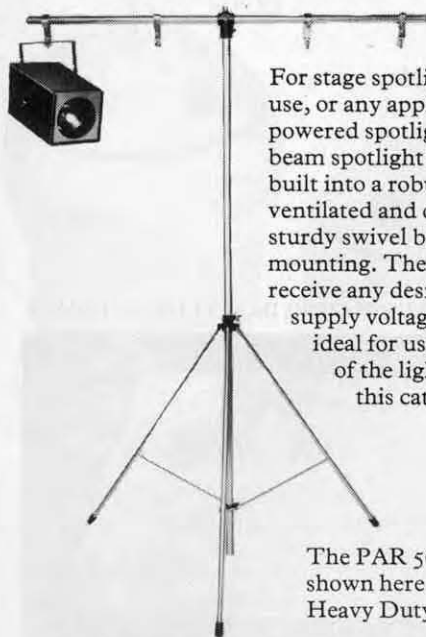 For stage spotli
use, or any app
powered spotlig
beam spotlight
built into a robu
ventilated and c
sturdy swivel b
mounting. The
receive any desi
supply voltag
ideal for us
of the ligh
this cat
The PAR 5
shown here
Heavy Duty